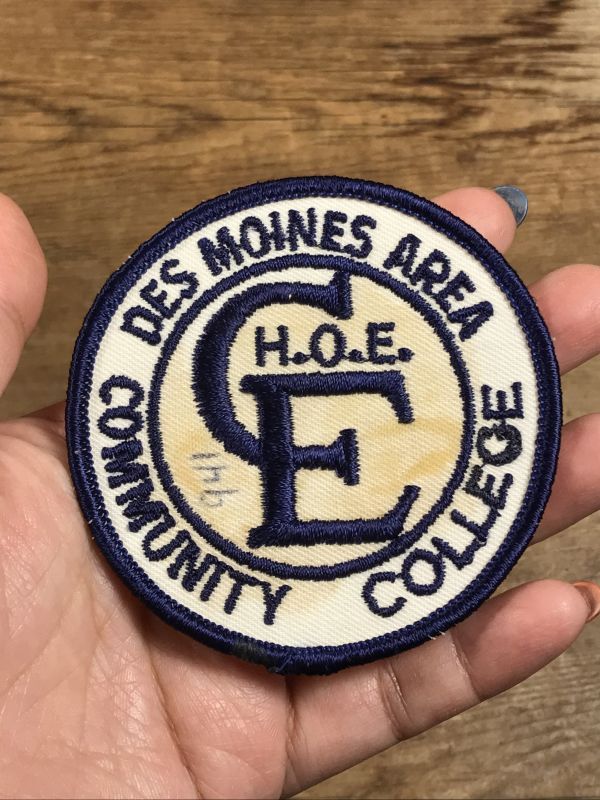 DES MOINES AREA
COMMUNITY COLLEGE
CE
H.O.E.